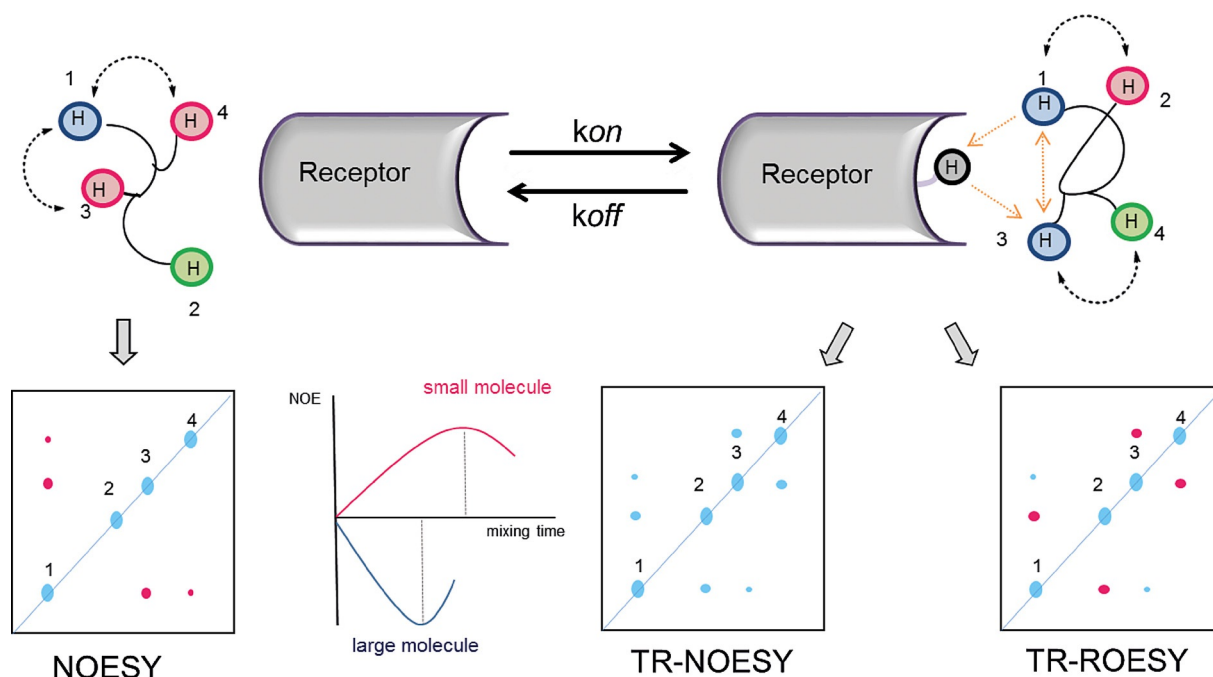 1
H
H
4
H
3
H
2
Receptor
kon
koff
Receptor
H
1
H
H
2
3
H
H
4
NOE
small molecule
mixing time
large molecule
1
2
3
4
NOESY
1
2
3
4
TR-NOESY
1
2
3
4
TR-ROESY